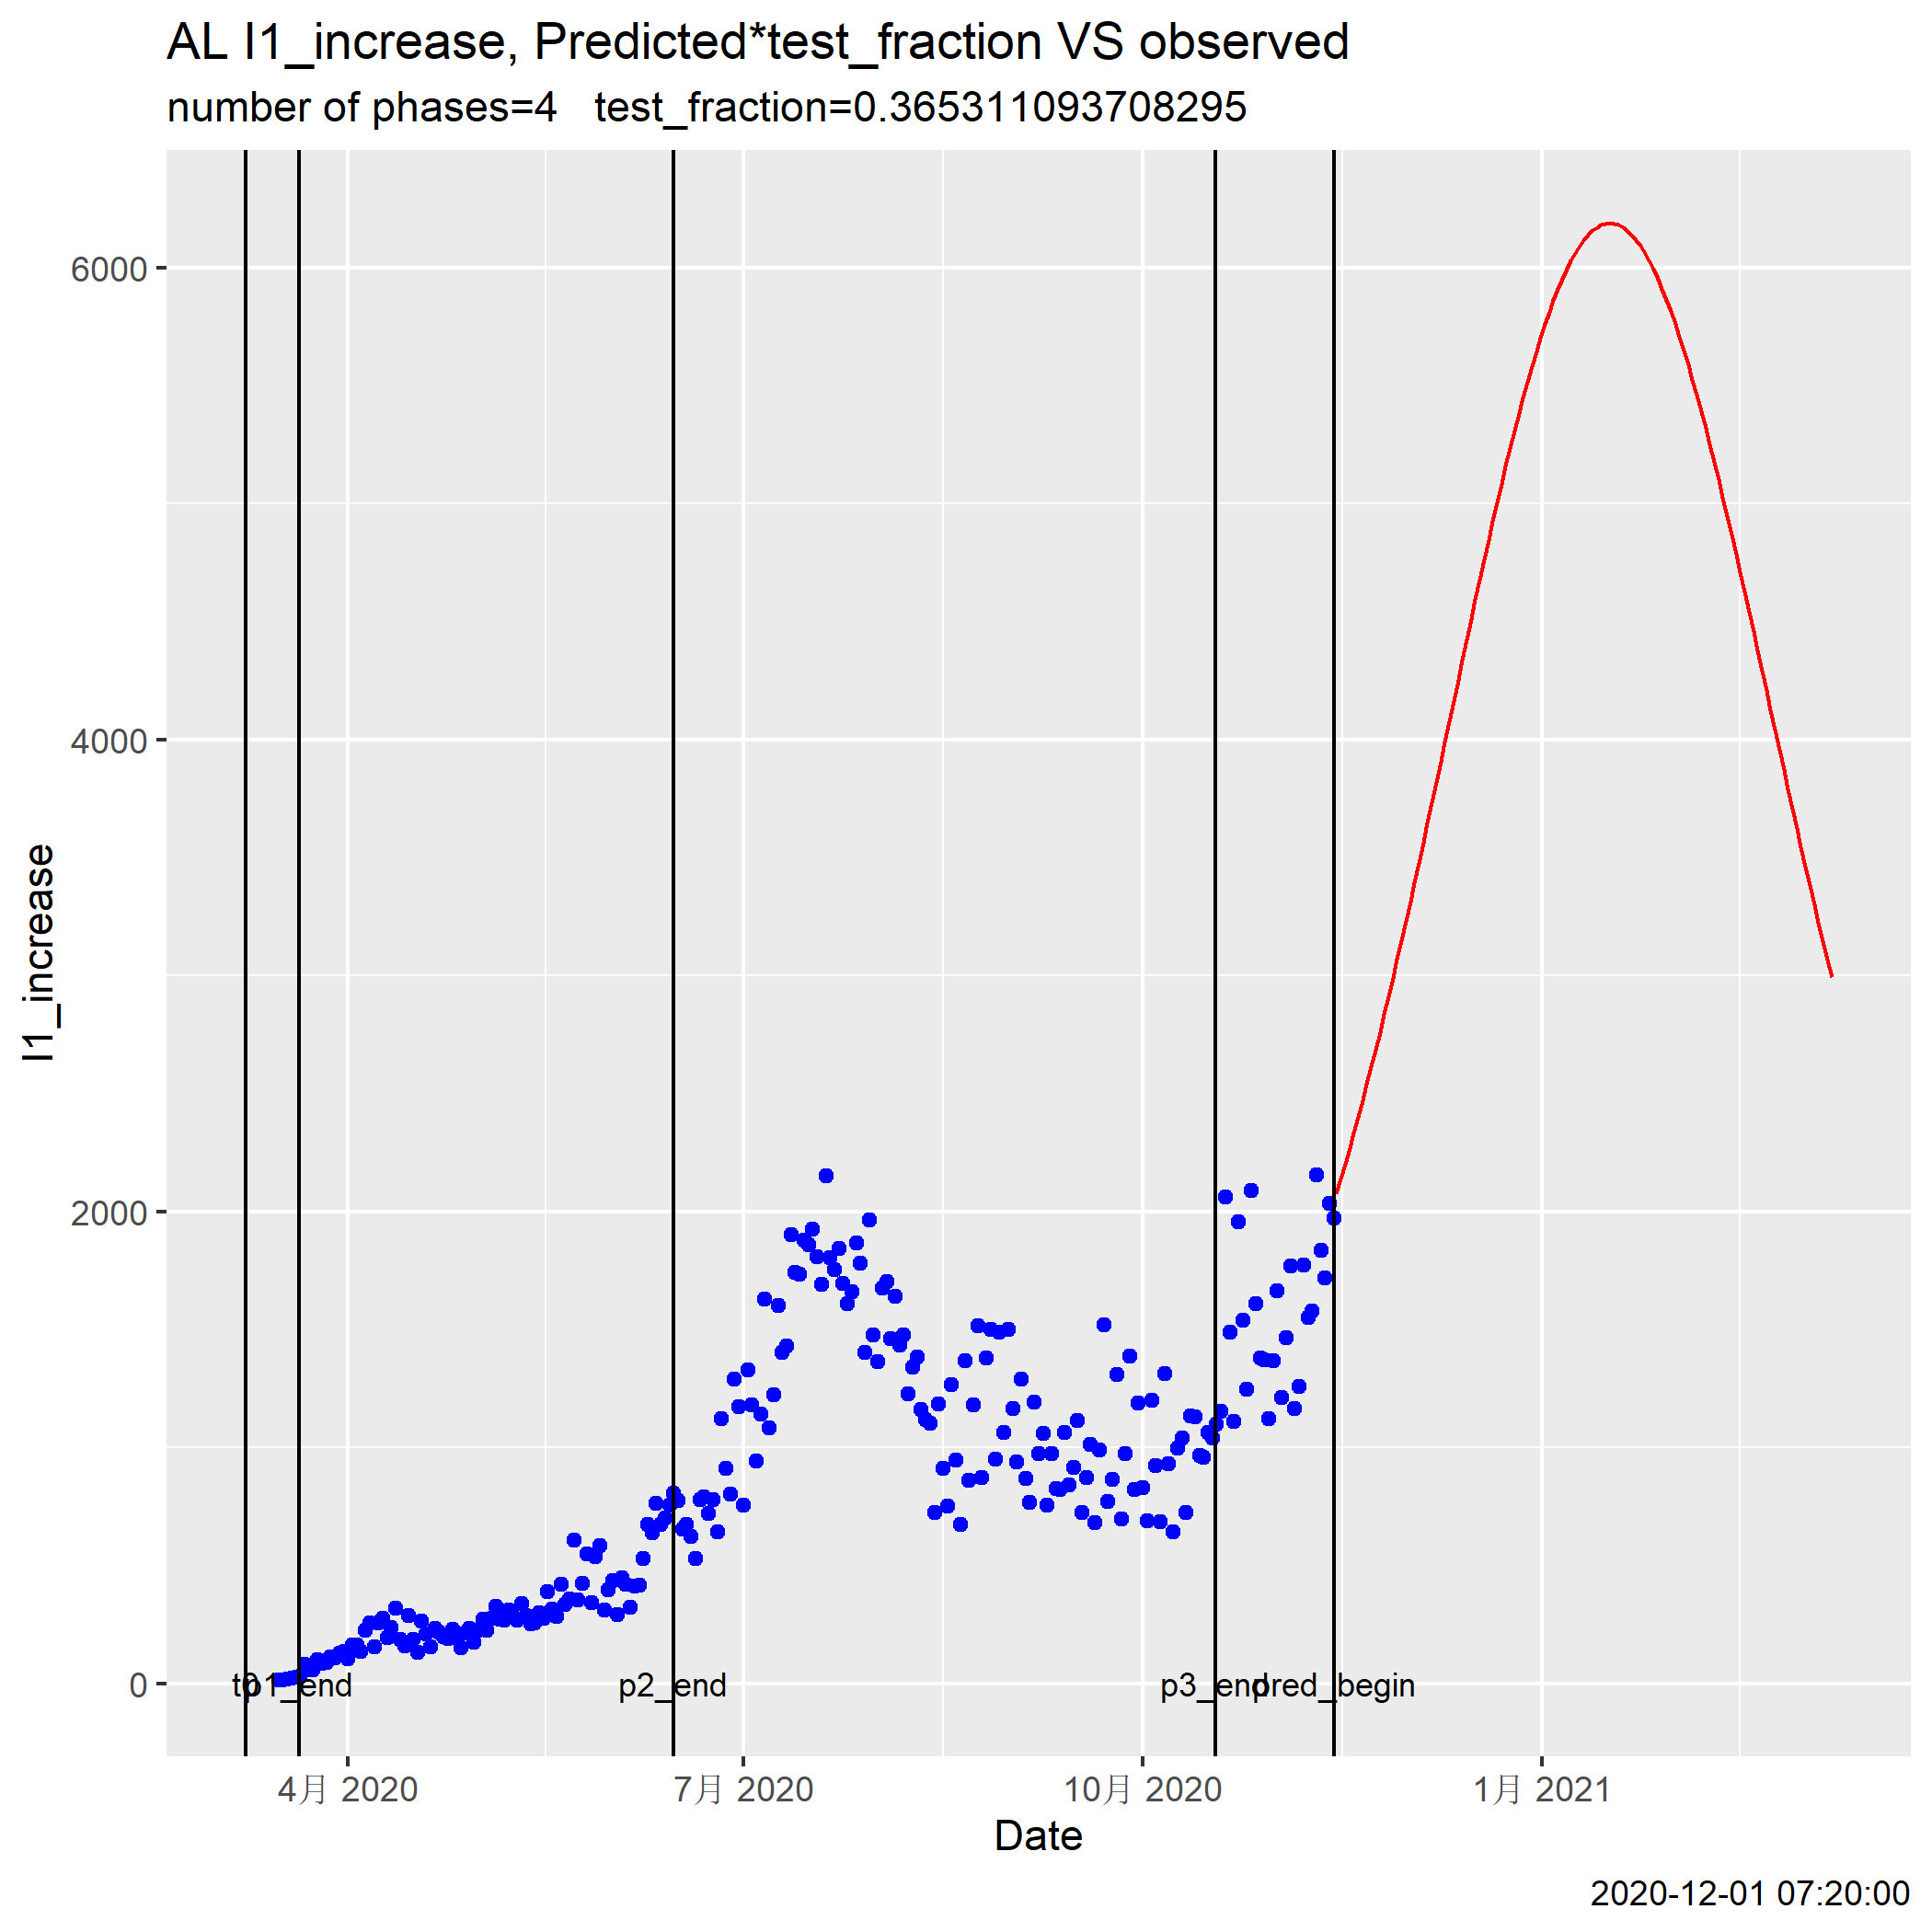 AL I1_increase, Predicted*test_fraction VS observed
number of phases=4 test_fraction=0.365311093708295
6000
4000
2000
0
I1_increase
t0
p1_end
p2_end
p3_end
pred_begin
4月 2020
7月 2020
10月 2020
1月 2021
Date
2020-12-01 07:20:00